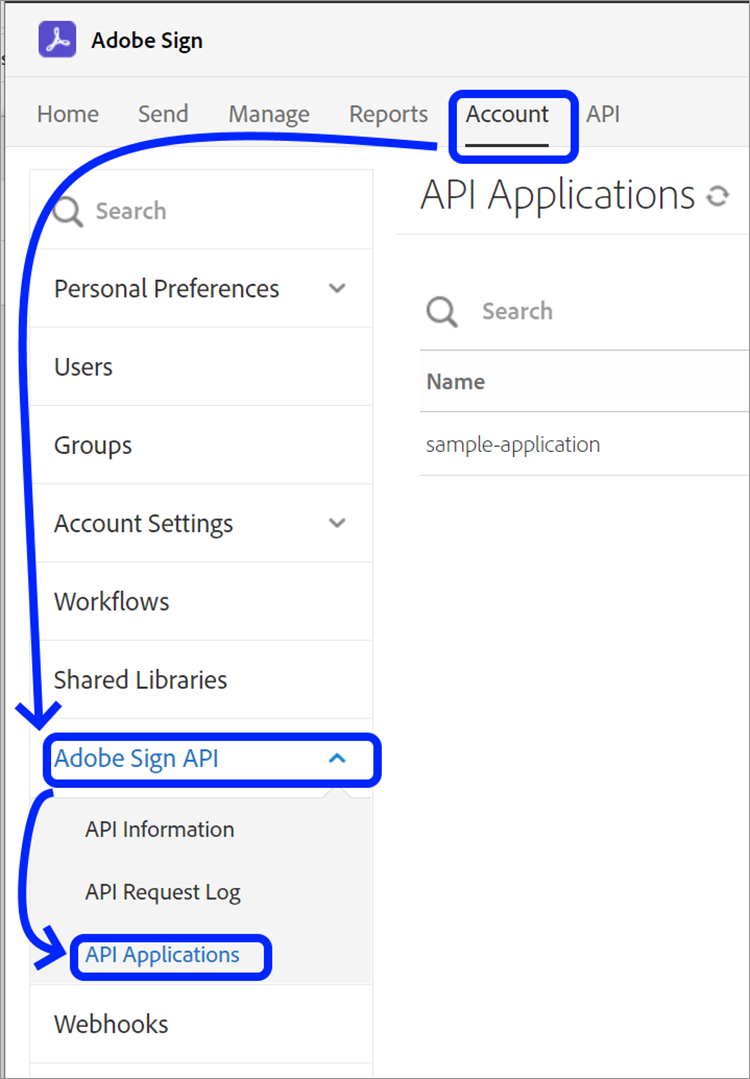 Adobe Sign
Home Send Manage Reports Account API
Search
Personal Preferences
Users
Groups
Account Settings
Workflows
Shared Libraries
Adobe Sign API
API Information
API Request Log
API Applications
Webhooks
API Applications
Search
Name
sample-application